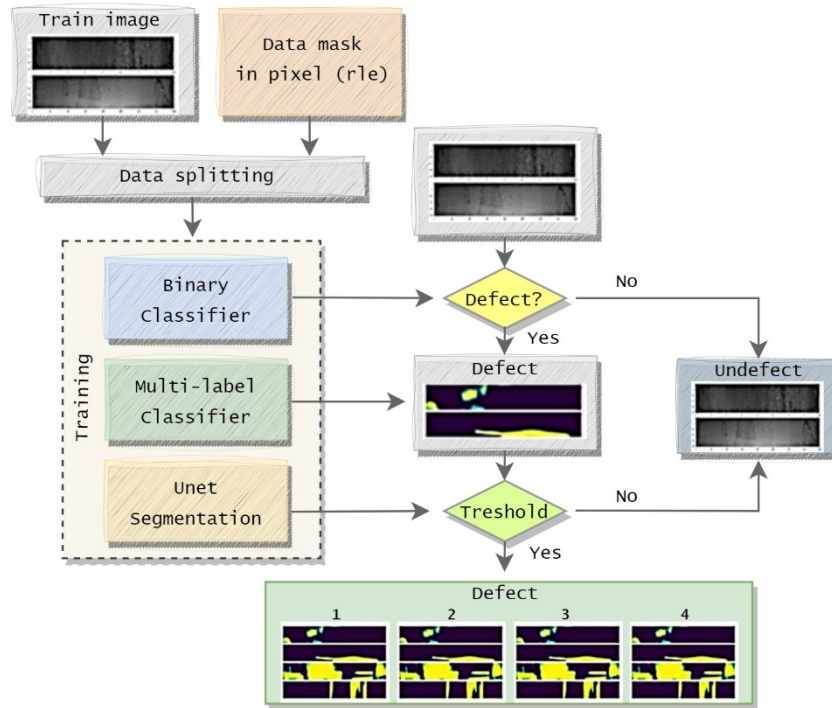 Train image
Data mask
in pixel (rle)
Data splitting
Training
Binary
Classifier
Multi-label
Classifier
Unet
Segmentation
Defect?
No
Yes
Defect
Undefect
Treshold
No
Yes
Defect
1 2 3 4